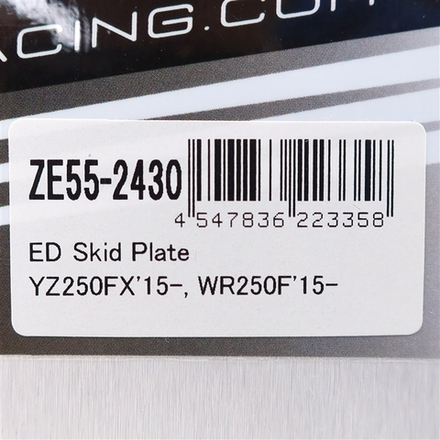 ACING.COM
ZE55-2430
4 547836 223358
ED Skid Plate
YZ250FX'15-, WR250F'15-